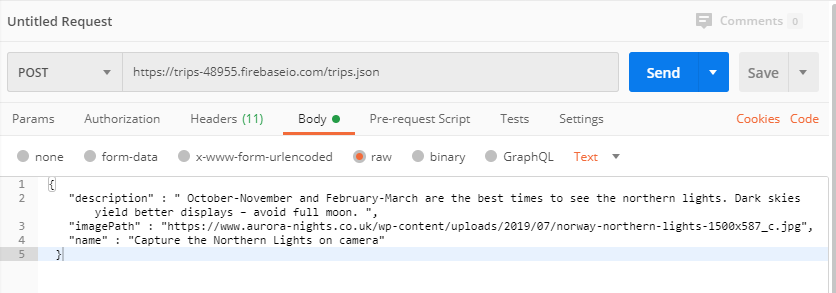 Untitled Request
Comments 0
POST https://trips-48955.firebaseio.com/trips.json Send Save
Params Authorization Headers (11) Body Pre-request Script Tests Settings Cookies Code
none form-data x-www-form-urlencoded raw binary GraphQL Text
1 {
2 "description" : " October-November and February-March are the best times to see the northern lights. Dark skies
yield better displays – avoid full moon. ",
3 "imagePath" : "https://www.aurora-nights.co.uk/wp-content/uploads/2019/07/norway-northern-lights-1500x587_c.jpg",
4 "name" : "Capture the Northern Lights on camera"
5 }